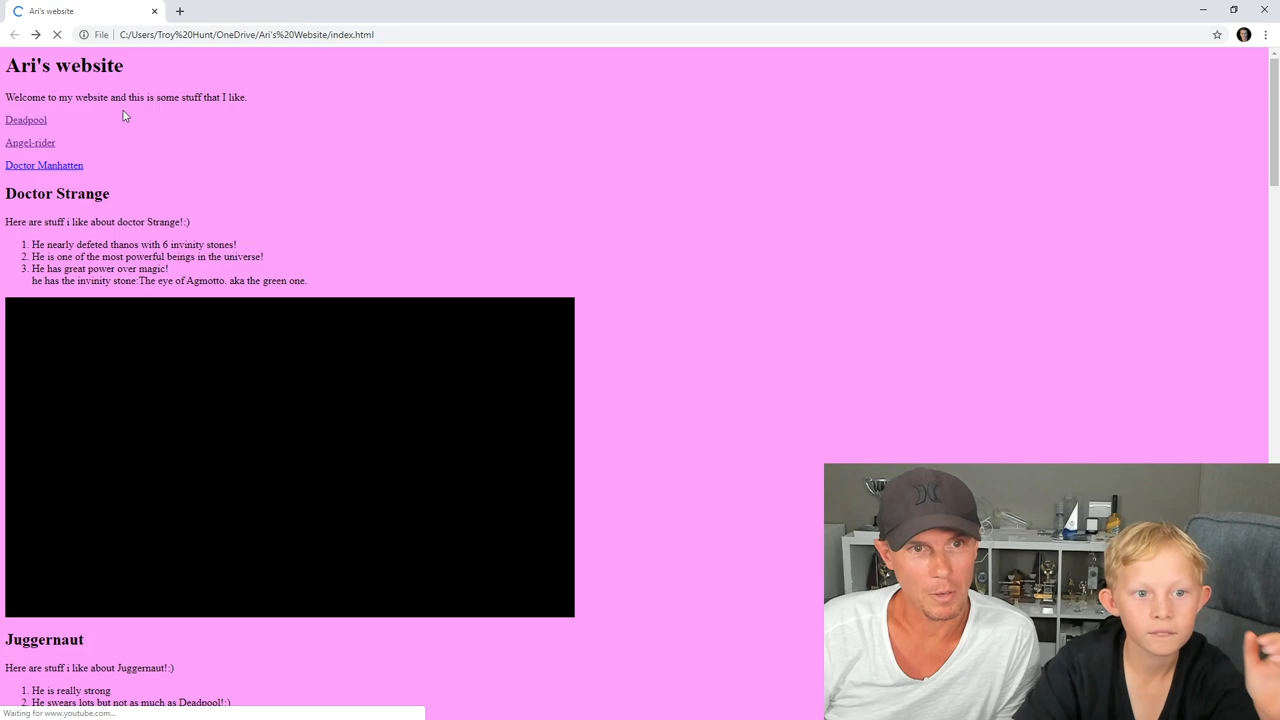 Ari's website
File
C:/Users/Troy%20Hunt/OneDrive/Ari's%20Website/index.html
Ari's website
Welcome to my website and this is some stuff that I like.
Deadpool
Angel-rider
Doctor Manhatten
Doctor Strange
Here are stuff i like about doctor Strange!:)
1. He nearly defeted thanos with 6 invinity stones!
2. He is one of the most powerful beings in the universe!
3. He has great power over magic!
he has the invinity stone:The eye of Agmotto. aka the green one.
Juggernaut
Here are stuff i like about Juggernaut!:)
1. He is really strong
2. He swears lots but not as much as Deadpool!:)
Waiting for www.youtube.com...